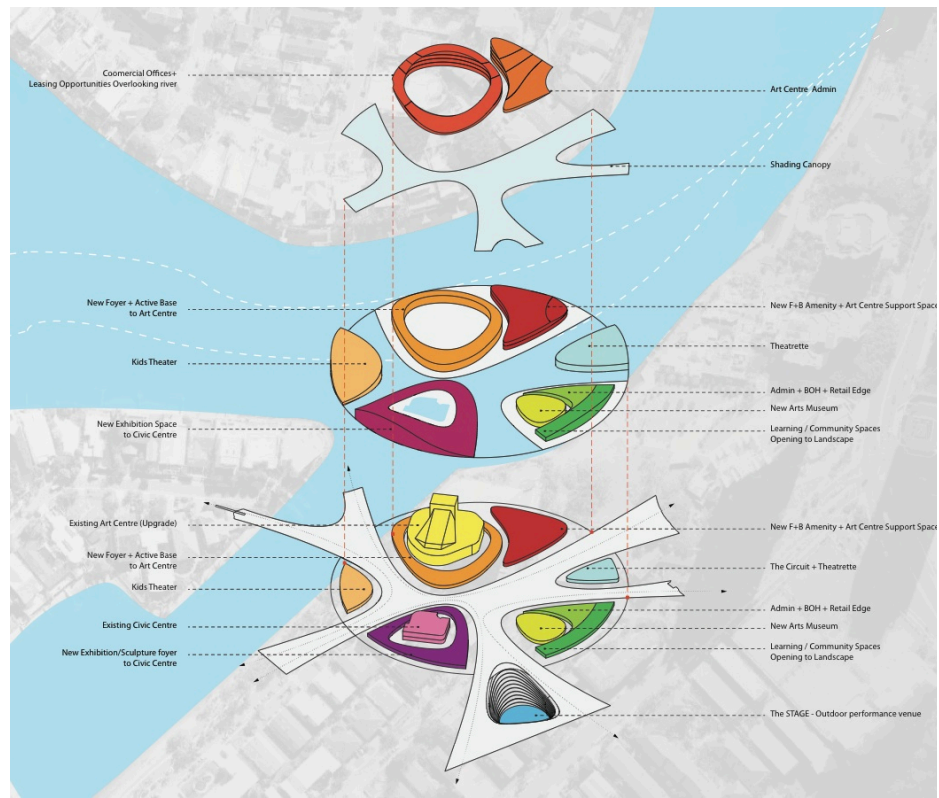 Coomercial Offices+
Leasing Opportunities Overlooking river
Art Centre Admin
Shading Canopy
New Foyer + Active Base
to Art Centre
New F+B Amenity + Art Centre Support Space
Kids Theater
Theatrette
Admin + BOH + Retail Edge
New Arts Museum
New Exhibition Space
to Civic Centre
Learning / Community Spaces
Opening to Landscape
Existing Art Centre (Upgrade)
New F+B Amenity + Art Centre Support Space
New Foyer + Active Base
to Art Centre
The Circuit + Theatrette
Kids Theater
Admin + BOH + Retail Edge
Existing Civic Centre
New Arts Museum
New Exhibition/Sculpture foyer
to Civic Centre
Learning / Community Spaces
Opening to Landscape
The STAGE - Outdoor performance venue